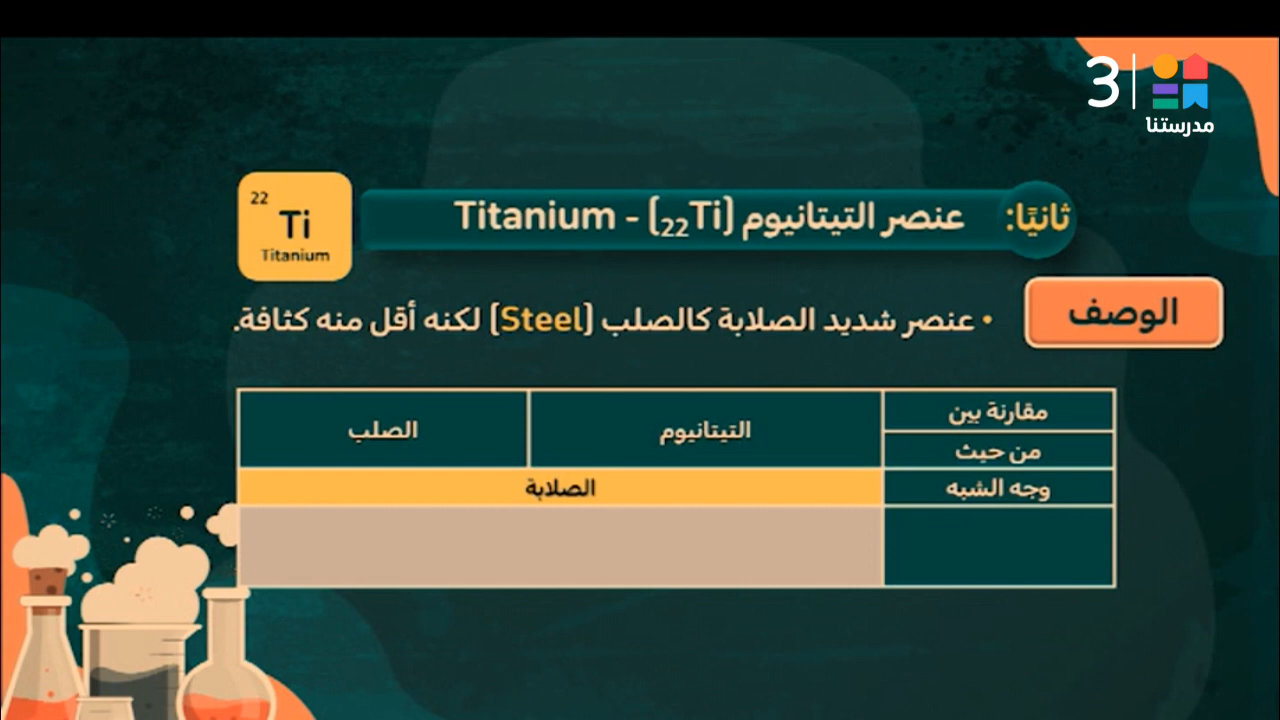 3
مدرستنا
ثانيًا: عنصر التيتانيوم (₂₂Ti) - Titanium
22
Ti
Titanium
الوصف
• عنصر شديد الصلابة كالصلب (Steel) لكنه أقل منه كثافة.
مقارنة بين
من حيث
التيتانيوم
الصلب
وجه الشبه
الصلابة